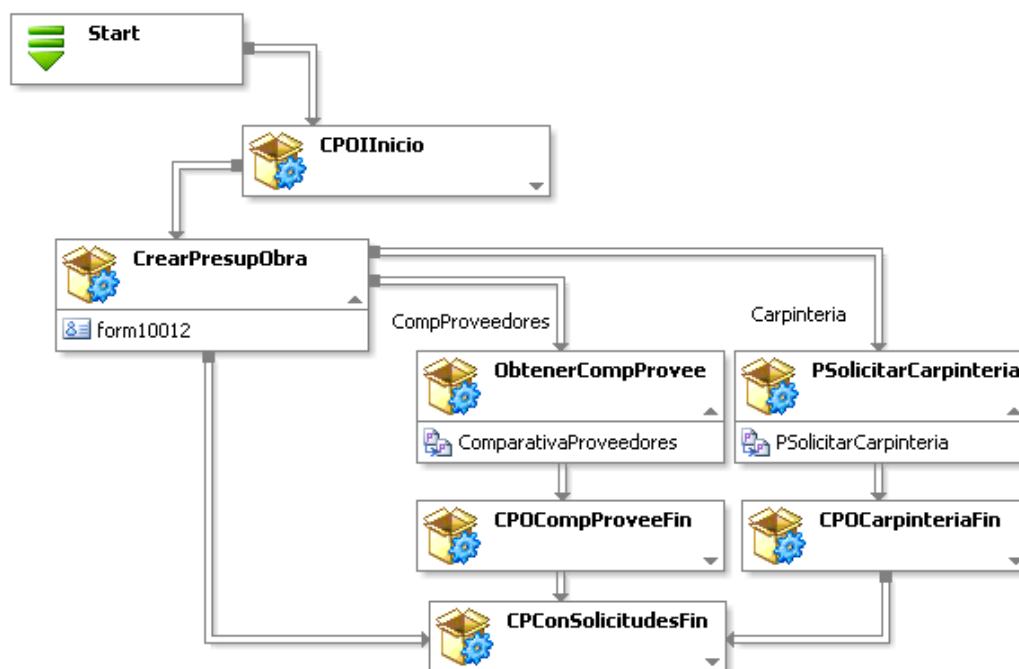 Start
CPOIInicio
CrearPresupObra
form10012
CompProveedores
Carpinteria
ObtenerCompProvee
PSolicitarCarpinteria
ComparativaProveedores
PSolicitarCarpinteria
CPOCompProveeFin
CPOCarpinteriaFin
CPConSolicitudesFin